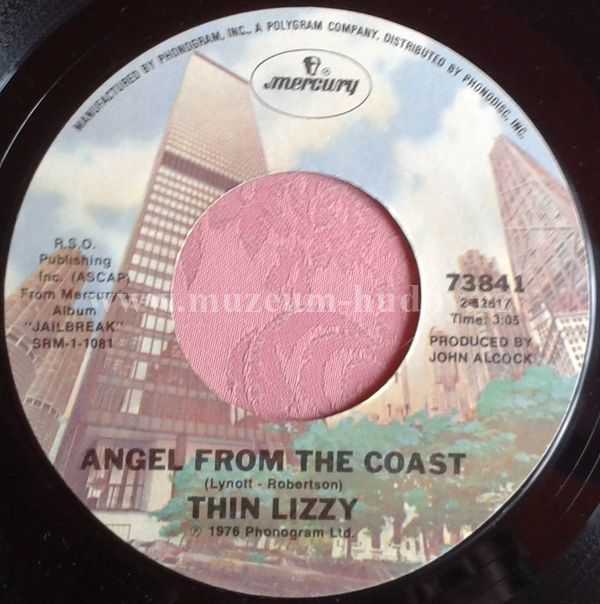 MANUFACTURED BY PHONOGRAM, INC., A POLYGRAM COMPANY, DISTRIBUTED BY PHONODISC, INC.
mercury
R.S.O.
Publishing
Inc. (ASCAP)
From Mercury
Album
"JAILBREAK"
SRM-1-1081
73841
2-52817
Time: 3:05
PRODUCED BY
JOHN ALCOCK
www.muzeum-hud
ANGEL FROM THE COAST
(Lynott - Robertson)
THIN LIZZY
℗ 1976 Phonogram Ltd.